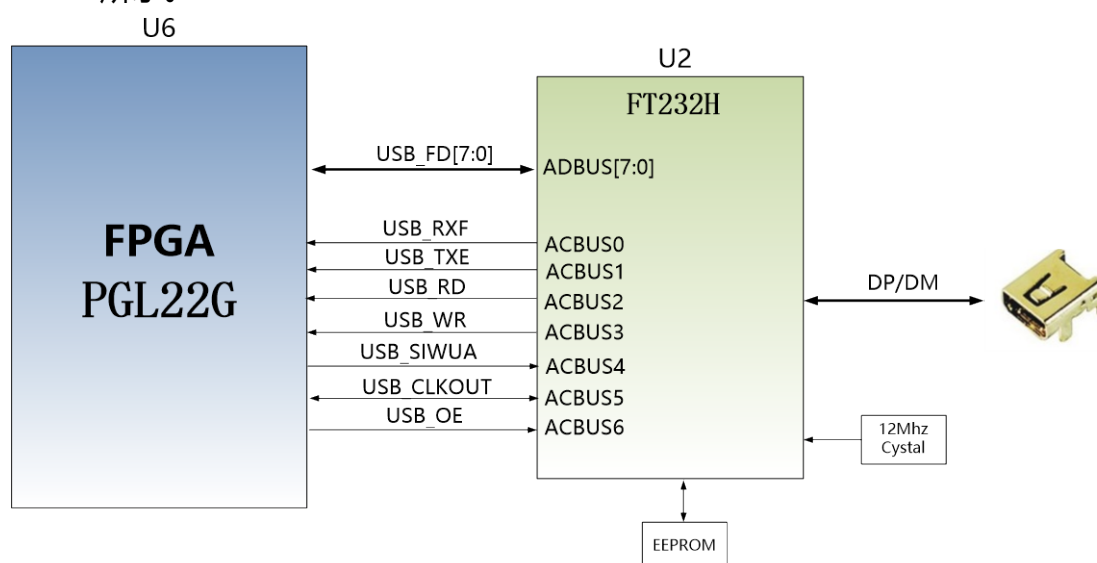 U6
U2
FT232H
USB_FD[7:0]
ADBUS[7:0]
FPGA
PGL22G
USB_RXF
ACBUS0
USB_TXE
ACBUS1
USB_RD
ACBUS2
USB_WR
ACBUS3
USB_SIWUA
ACBUS4
USB_CLKOUT
ACBUS5
USB_OE
ACBUS6
DP/DM
12Mhz
Cystal
EEPROM